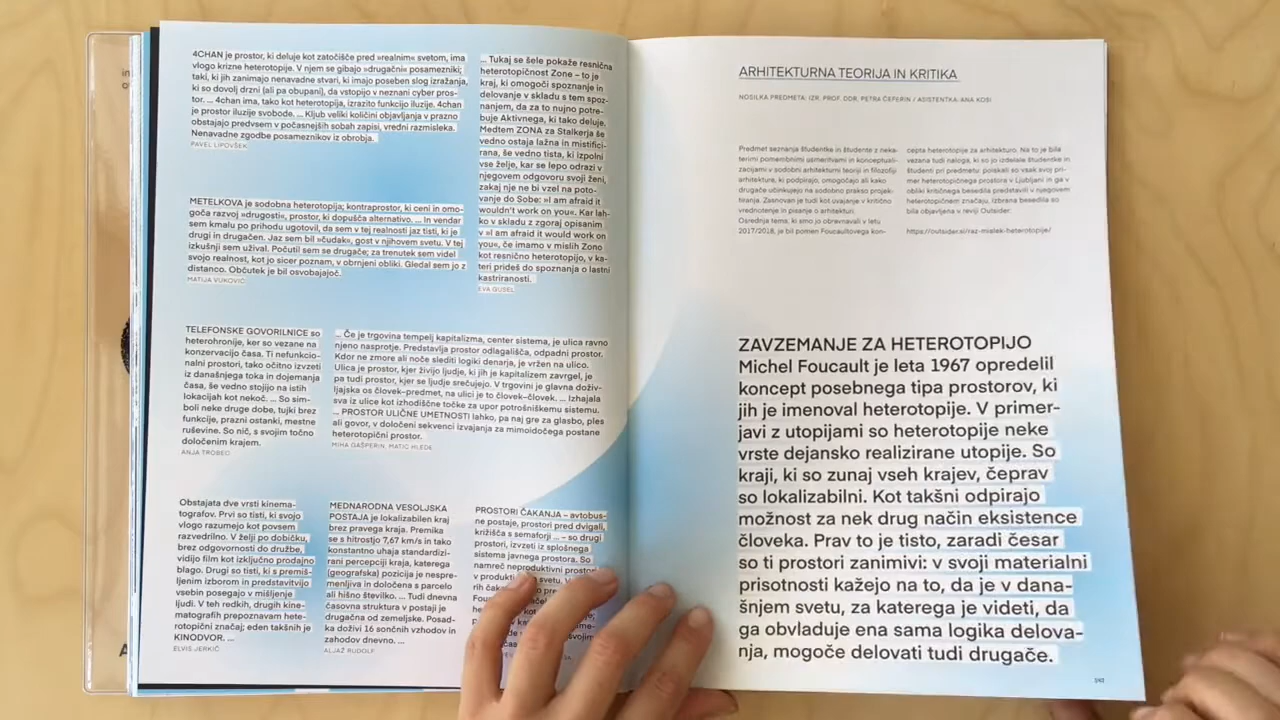 4CHAN je prostor, ki deluje kot zatočišče pred »realnim« svetom, ima
vlogo krizne heterotopije. V njem se gibajo »drugačni« posamezniki;
taki, ki jih zanimajo nenavadne stvari, ki imajo poseben slog izražanja,
ki so dovolj drzni (ali pa obupani), da vstopijo v neznani cyber pros-
tor. ... 4chan ima, tako kot heterotopija, izrazito funkcijo iluzije. 4chan
je prostor iluzije svobode. ... Kljub veliki količini objavljanja v prazno
obstajajo predvsem v počasnejših sobah zapisi, vredni razmisleka.
Nenavadne zgodbe posameznikov iz obrobja.
PAVEL LIPOVŠEK
METELKOVA je sodobna heterotopija; kontraprostor, ki ceni in omo-
goča razvoj »drugosti«, prostor, ki dopušča alternativo. ... In vendar
sem kmalu po prihodu ugotovil, da sem v tej realnosti jaz tisti, ki je
drugi in drugačen. Jaz sem bil »čudak«, gost v njihovem svetu. V tej
izkušnji sem užival. Počutil sem se drugače; za trenutek sem videl
svojo realnost, kot jo sicer poznam, v obrnjeni obliki. Gledal sem jo z
distanco. Občutek je bil osvobajajoč.
MATIJA VUKOVIČ
... Tukaj se šele pokaže resnična
heterotopičnost Zone – to je
kraj, ki omogoči spoznanje in
delovanje v skladu s tem spoz-
nanjem, da za to nujno potre-
buje Aktivnega, ki tako deluje.
Medtem ZONA za Stalkerja še
vedno ostaja lažna in mistifici-
rana, še vedno tista, ki izpolni
vse želje, kar se lepo odrazi v
njegovem odgovoru svoji ženi,
zakaj nje ne bi vzel na poto-
vanje do Sobe: »I am afraid it
wouldn't work on you«. Kar lah-
ko v skladu z zgoraj opisanim
v »I am afraid it would work on
you«, če imamo v mislih Zono
kot resnično heterotopijo, v ka-
teri prideš do spoznanja o lastni
kastriranosti.
EVA GUSEL
TELEFONSKE GOVORILNICE so
heterohronije, ker so vezane na
konzervacijo časa. Ti nefunkcio-
nalni prostori, tako očitno izvzeti
iz današnjega toka in dojemanja
časa, še vedno stojijo na istih
lokacijah kot nekoč. ... So sim-
boli neke druge dobe, tujki brez
funkcije, prazni ostanki, mestne
ruševine. So nič, s svojim točno
določenim krajem.
ANJA TROBEC
... Če je trgovina tempelj kapitalizma, center sistema, je ulica ravno
njeno nasprotje. Predstavlja prostor odlagališča, odpadni prostor.
Kdor ne zmore ali noče slediti logiki denarja, je vržen na ulico.
Ulica je prostor, kjer živijo ljudje, ki jih je kapitalizem zavrgel, je
pa tudi prostor, kjer se ljudje srečujejo. V trgovini je glavna doživ-
ljajska os človek–predmet, na ulici je to človek–človek. ... Izhajala
sva iz ulice kot izhodiščne točke za upor potrošniškemu sistemu.
... PROSTOR ULIČNE UMETNOSTI lahko, pa naj gre za glasbo, ples
ali govor, v določeni sekvenci izvajanja za mimoidočega postane
heterotopični prostor.
MIHA GAŠPERIN, MATIC HLEDE
Obstajata dve vrsti kinema-
tografov. Prvi so tisti, ki svojo
vlogo razumejo kot povsem
razvedrilno. V želji po dobičku,
brez odgovornosti do družbe,
vidijo film kot izključno prodajno
blago. Drugi so tisti, ki s premiš-
ljenim izborom in predstavitvijo
vsebin posegajo v mišljenje
ljudi. V teh redkih, drugih kine-
matografih prepoznavam hete-
rotopični značaj; eden takšnih je
KINODVOR. ...
ELVIS JERKIČ
MEDNARODNA VESOLJSKA
POSTAJA je lokalizabilen kraj
brez pravega kraja. Premika
se s hitrostjo 7,67 km/s in tako
konstantno uhaja standardizi-
rani percepciji kraja, katerega
(geografska) pozicija je nespre-
menljiva in določena s parcelo
ali hišno številko. ... Tudi dnevna
časovna struktura v postaji je
drugačna od zemeljske. Posad-
ka doživi 16 sončnih vzhodov in
zahodov dnevno. ...
ALJAŽ RUDOLF
PROSTORI ČAKANJA – avtobus-
ne postaje, prostori pred dvigali,
križišča s semaforji ... – so drugi
prostori, izvzeti iz splošnega
sistema javnega prostora. So
namreč neproduktivni prostori
v produkti svetu. V
rih čak
Fouc
ARHITEKTURNA TEORIJA IN KRITIKA
NOSILKA PREDMETA: IZR. PROF. DDR. PETRA ČEFERIN / ASISTENTKA: ANA KOSI
Predmet seznanja študentke in študente z neka-
terimi pomembnimi usmeritvami in konceptuali-
zacijami v sodobni arhitekturni teoriji in filozofiji
arhitekture, ki podpirajo, omogočajo ali kako
drugače učinkujejo na sodobno prakso projek-
tiranja. Zasnovan je tudi kot uvajanje v kritično
vrednotenje in pisanje o arhitekturi.
Osrednja tema, ki smo jo obravnavali v letu
2017/2018, je bil pomen Foucaultovega kon-
cepta heterotopije za arhitekturo. Na to je bila
vezana tudi naloga, ki so jo izdelale študentke in
študenti pri predmetu: poiskali so vsak svoj pri-
mer heterotopičnega prostora v Ljubljani in ga v
obliki kritičnega besedila predstavili v njegovem
heterotopičnem značaju. Izbrana besedila so
bila objavljena v reviji Outsider:
https://outsider.si/raz-mislek-heterotopije/
ZAVZEMANJE ZA HETEROTOPIJO
Michel Foucault je leta 1967 opredelil
koncept posebnega tipa prostorov, ki
jih je imenoval heterotopije. V primer-
javi z utopijami so heterotopije neke
vrste dejansko realizirane utopije. So
kraji, ki so zunaj vseh krajev, čeprav
so lokalizabilni. Kot takšni odpirajo
možnost za nek drug način eksistence
človeka. Prav to je tisto, zaradi česar
so ti prostori zanimivi: v svoji materialni
prisotnosti kažejo na to, da je v dana-
šnjem svetu, za katerega je videti, da
ga obvladuje ena sama logika delova-
nja, mogoče delovati tudi drugače.
143